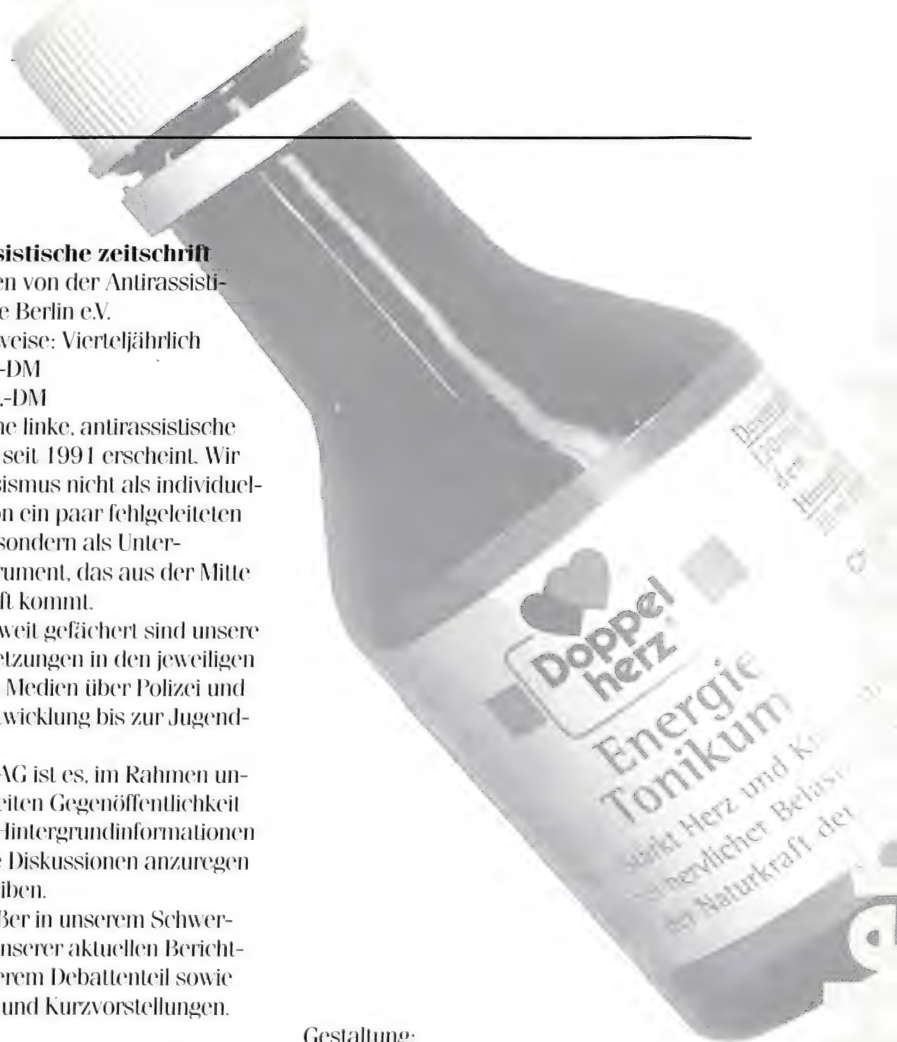 sistische zeitschrift
en von der Antirassisti-
e Berlin e.V.
weise: Vierteljährlich
,-DM
,-DM
ne linke, antirassistische
seit 1991 erscheint. Wir
sismus nicht als individuel-
on ein paar fehlgeleiteten
sondern als Unter-
rument, das aus der Mitte
ft kommt.
weit gefächert sind unsere
etzungen in den jeweiligen
Medien über Polizei und
twicklung bis zur Jugend-
AG ist es, im Rahmen un-
eiten Gegenöffentlichkeit
Hintergrundinformationen
e Diskussionen anzuregen
iben.
ßer in unserem Schwer-
unserer aktuellen Bericht-
erem Debattenteil sowie
und Kurzvorstellungen.
Doppel
herz
Energie
Tonikum
stärkt Herz und
nervlicher
Naturkraft der
Gestaltung: